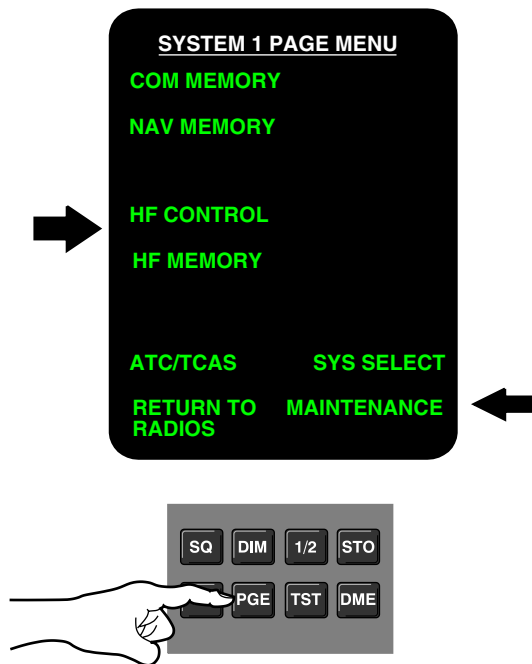 SYSTEM 1 PAGE MENU
COM MEMORY
NAV MEMORY
HF CONTROL
HF MEMORY
ATC/TCAS SYS SELECT
RETURN TO MAINTENANCE
RADIOS
SQ DIM 1/2 STO
PGE TST DME